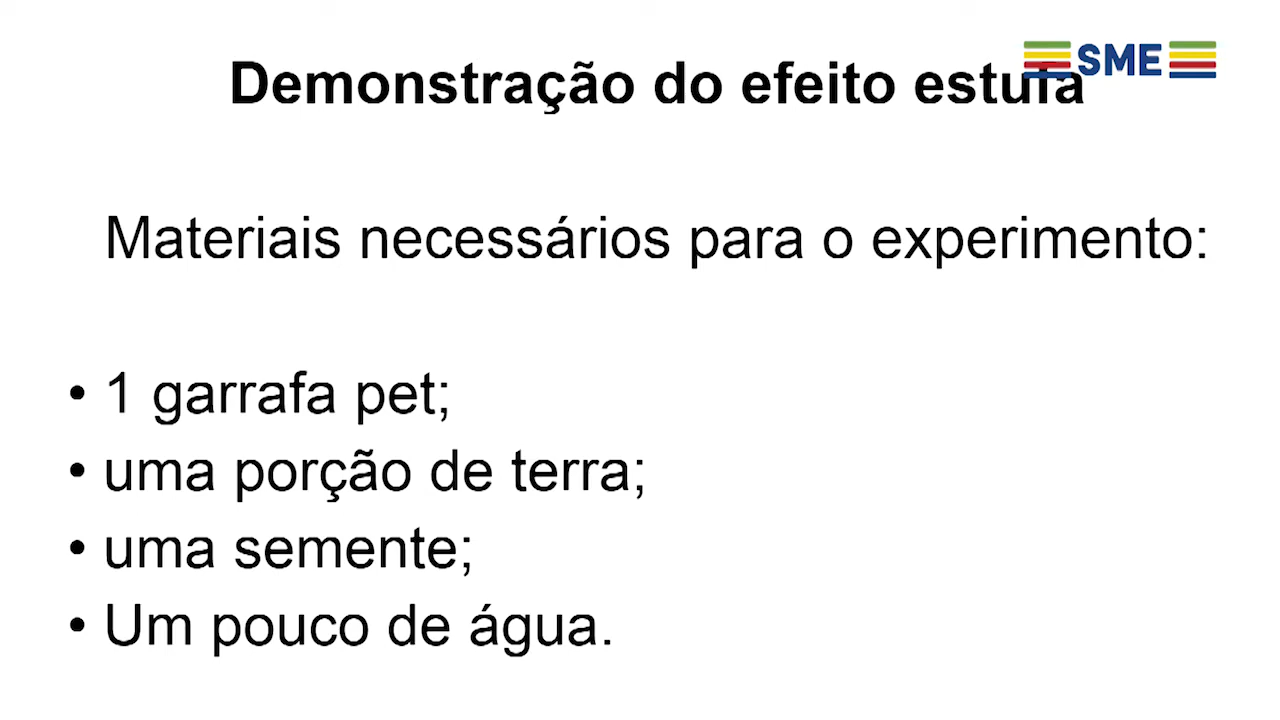 Demonstração do efeito estufa
SME
Materiais necessários para o experimento:
• 1 garrafa pet;
• uma porção de terra;
• uma semente;
• Um pouco de água.